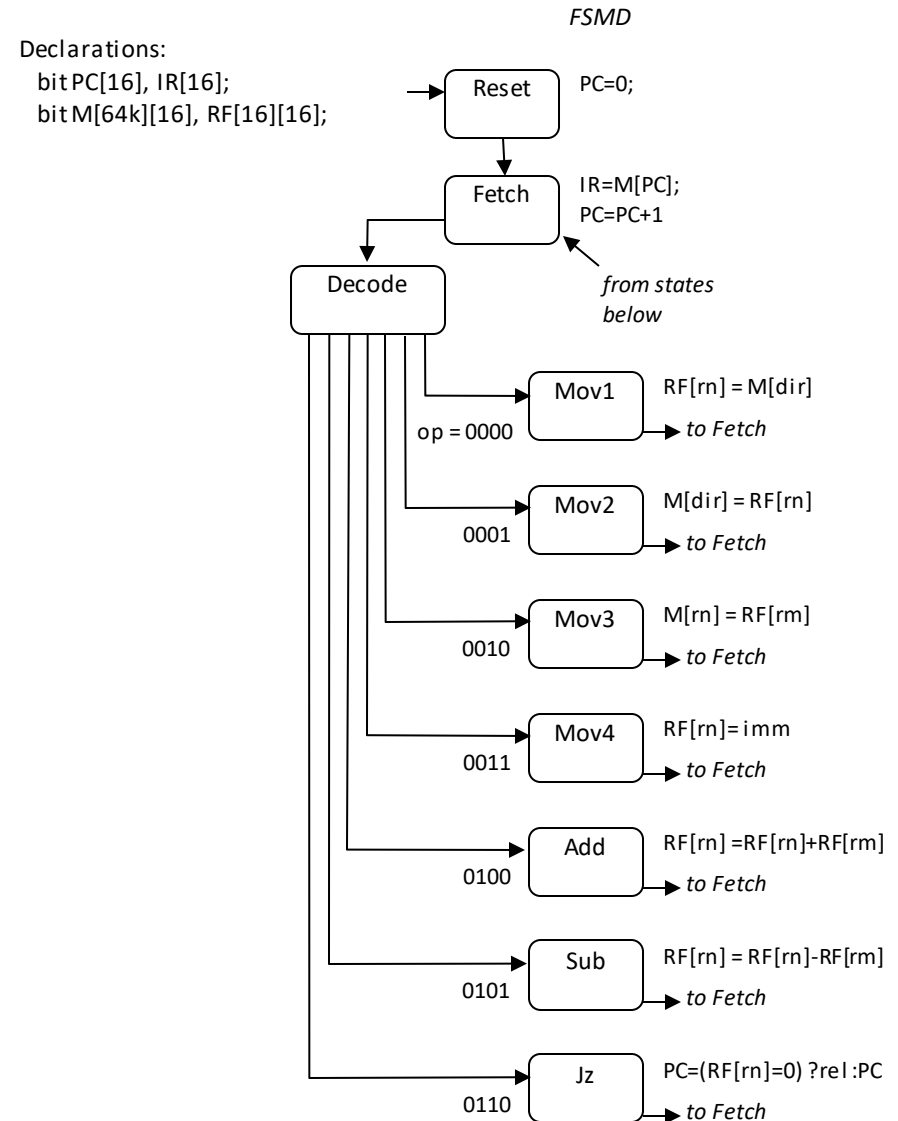 FSMD
Declarations:
bit PC[16], IR[16];
bit M[64k][16], RF[16][16];
Reset
PC=0;
Fetch
IR=M[PC];
PC=PC+1
Decode
from states
below
Mov1
RF[rn] = M[dir]
op = 0000
to Fetch
Mov2
M[dir] = RF[rn]
0001
to Fetch
Mov3
M[rn] = RF[rm]
0010
to Fetch
Mov4
RF[rn]= imm
0011
to Fetch
Add
RF[rn] =RF[rn]+RF[rm]
0100
to Fetch
Sub
RF[rn] = RF[rn]-RF[rm]
0101
to Fetch
Jz
PC=(RF[rn]=0) ?rel :PC
0110
to Fetch